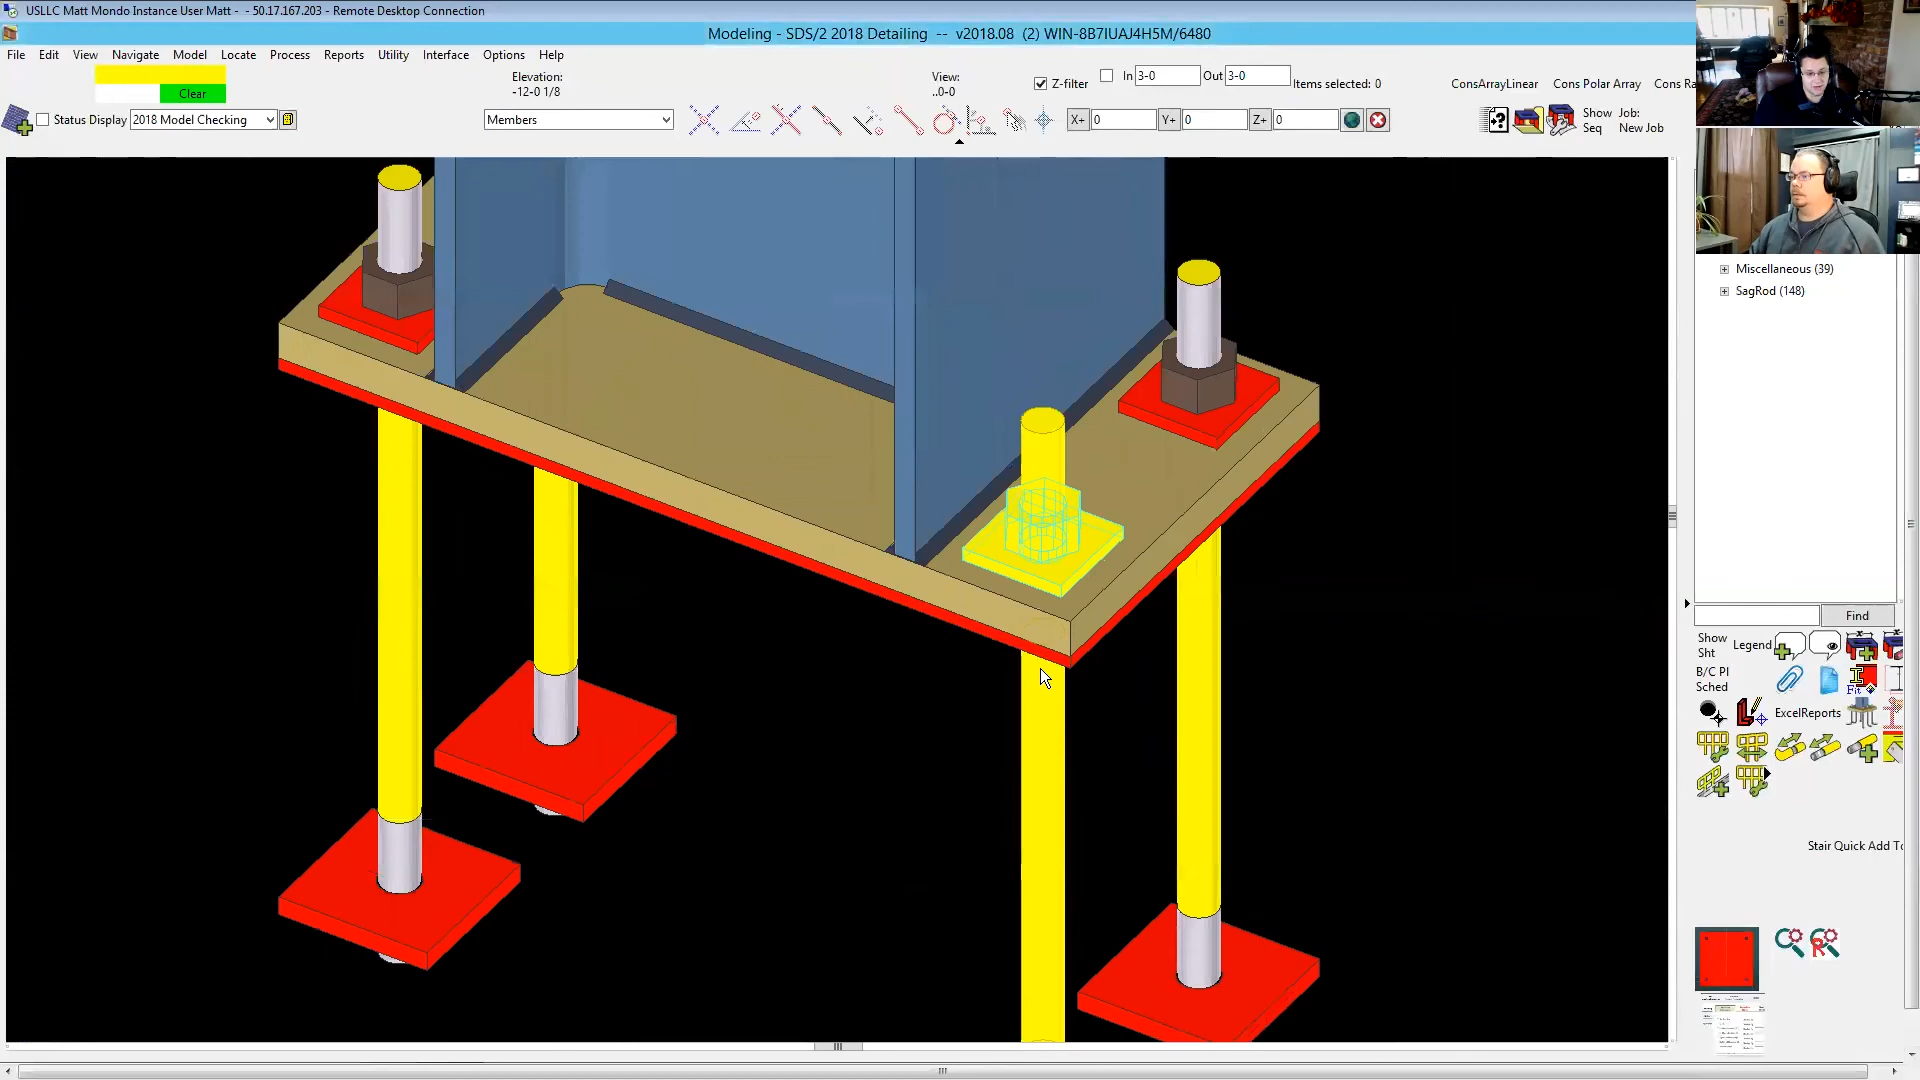 USLLC Matt Mondo Instance User Matt - - 50.17.167.203 - Remote Desktop Connection
Modeling - SDS/2 2018 Detailing -- v2018.08 (2) WIN-8B7IUAJ4H5M/6480
File Edit View Navigate Model Locate Process Reports Utility Interface Options Help
Clear
Elevation:
-12-0 1/8
View:
..0-0
Z-filter
In 3-0 Out 3-0
Items selected: 0
ConsArrayLinear Cons Polar Array Cons Ra
Status Display 2018 Model Checking
Members
X+ 0 Y+ 0 Z+ 0
Show
Seq
Job:
New Job
Miscellaneous (39)
SagRod (148)
Find
Show
Sht
Legend
B/C Pl
Sched
Fit
ExcelReports
Stair Quick Add To
R